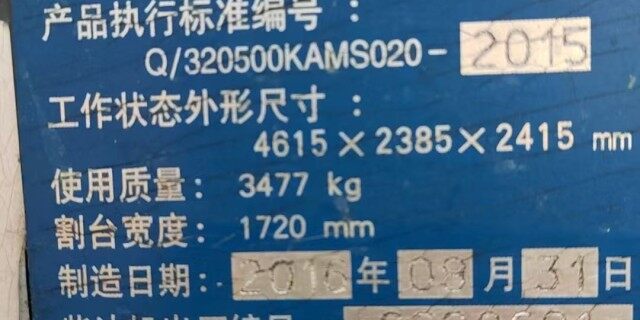 产品执行标准编号：
Q/320500KAMS020-2015
工作状态外形尺寸：
4615×2385×2415 mm
使用质量：3477 kg
割台宽度：1720 mm
制造日期：2016年08月31日